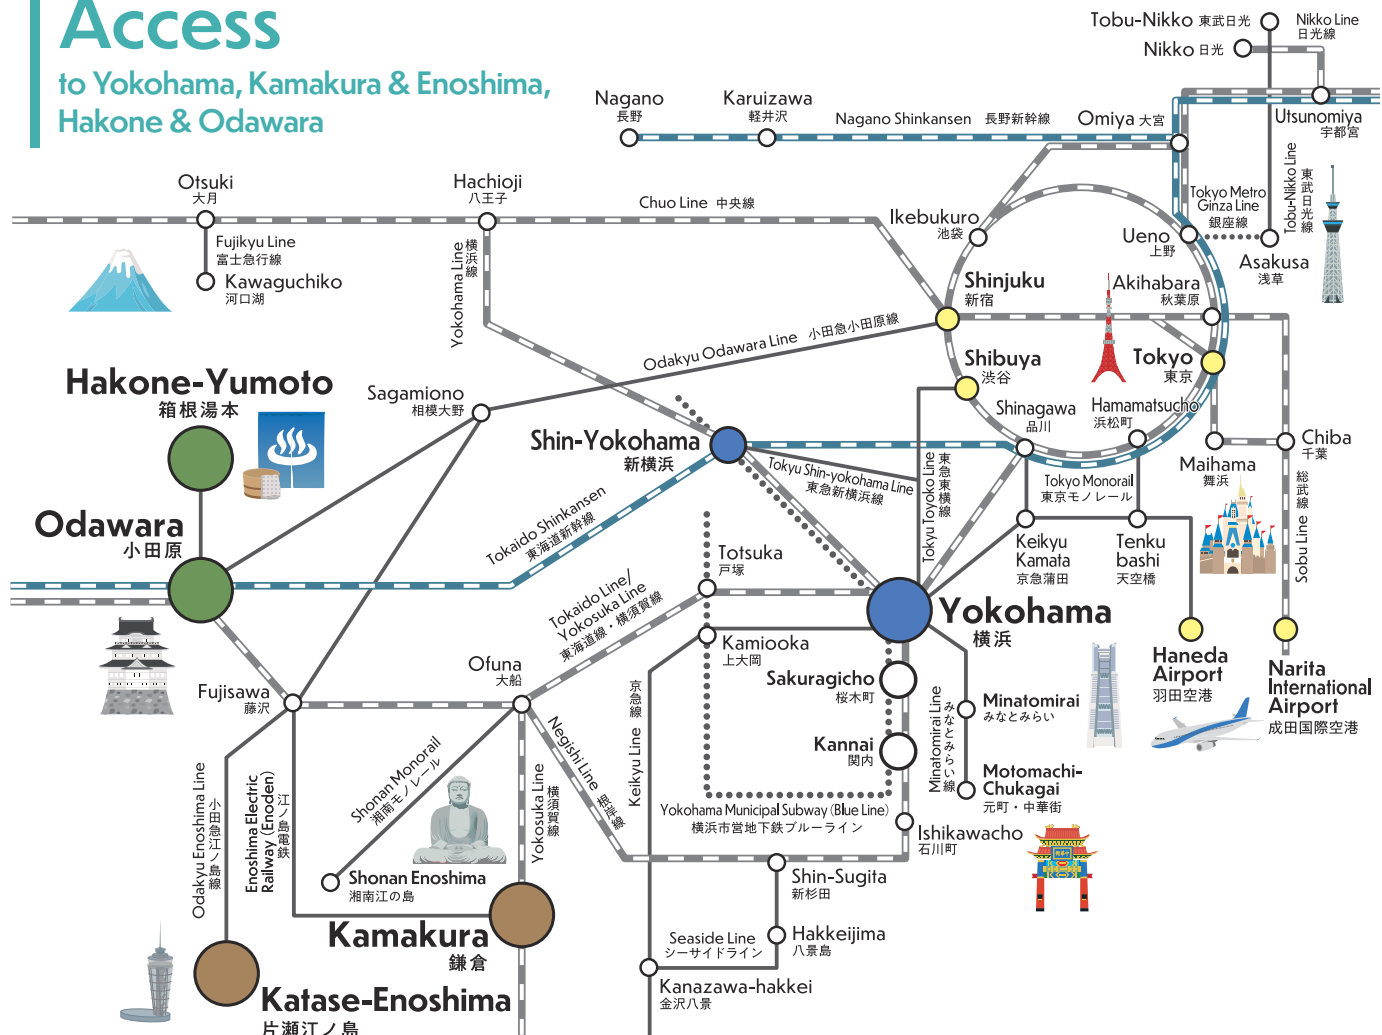 Access
to Yokohama, Kamakura & Enoshima,
Hakone & Odawara
Tobu-Nikko 東武日光
Nikko Line
日光線
Nikko 日光
Nagano
長野
Karuizawa
軽井沢
Nagano Shinkansen 長野新幹線
Omiya 大宮
Utsunomiya
宇都宮
Tobu-Nikko Line
東武日光線
Otsuki
大月
Hachioji
八王子
Chuo Line 中央線
Ikebukuro
池袋
Tokyo Metro
Ginza Line
銀座線
Ueno
上野
Asakusa
浅草
Fujikyu Line
富士急行線
Kawaguchiko
河口湖
Yokohama Line
横浜線
Shinjuku
新宿
Akihabara
秋葉原
Odakyu Odawara Line 小田急小田原線
Shibuya
渋谷
Tokyo
東京
Hakone-Yumoto
箱根湯本
Sagamiono
相模大野
Shinagawa
品川
Hamamatsucho
浜松町
Shin-Yokohama
新横浜
Chiba
千葉
Maihama
舞浜
Tokyu Shin-yokohama Line
東急新横浜線
Tokyu Toyoko Line
東急東横線
Tokyo Monorail
東京モノレール
Sobu Line
総武線
Odawara
小田原
Tokaido Shinkansen
東海道新幹線
Totsuka
戸塚
Keikyu
Kamata
京急蒲田
Tenku
bashi
天空橋
Tokaido Line/
Yokosuka Line
東海道線・横須賀線
Yokohama
横浜
Kamiooka
上大岡
Haneda
Airport
羽田空港
Narita
International
Airport
成田国際空港
Ofuna
大船
Fujisawa
藤沢
Sakuragicho
桜木町
Minatomirai
みなとみらい
Kannai
関内
Minatomirai Line
みなとみらい線
Motomachi-
Chukagai
元町・中華街
Keikyu Line
京急線
Negishi Line 根岸線
Shonan Monorail
湘南モノレール
Yokohama Municipal Subway (Blue Line)
横浜市営地下鉄ブルーライン
Ishikawacho
石川町
Odakyu Enoshima Line
小田急江ノ島線
Enoshima Electric
Railway (Enoden)
江ノ島電鉄
Yokosuka Line
横須賀線
Shonan Enoshima
湘南江の島
Shin-Sugita
新杉田
Kamakura
鎌倉
Seaside Line
シーサイドライン
Hakkeijima
八景島
Kanazawa-hakkei
金沢八景
Katase-Enoshima
片瀬江ノ島